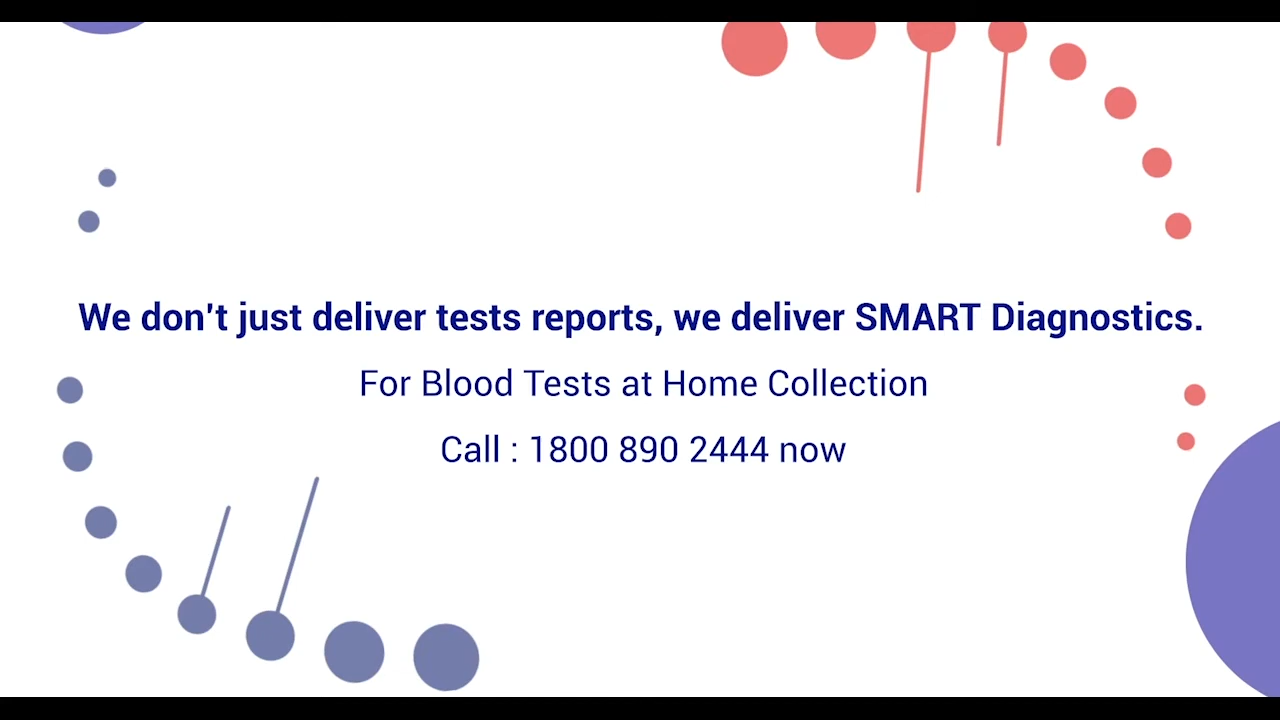 We don't just deliver tests reports, we deliver SMART Diagnostics.
For Blood Tests at Home Collection
Call : 1800 890 2444 now